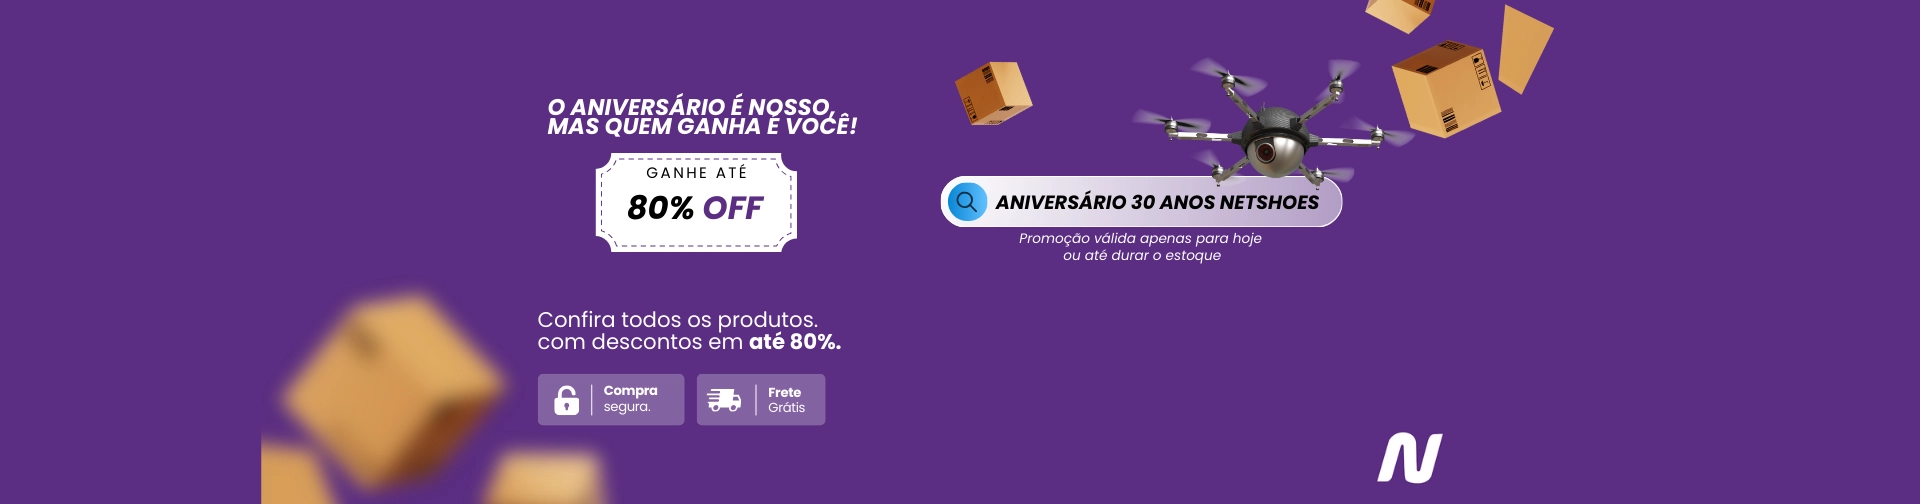 O ANIVERSÁRIO É NOSSO,
MAS QUEM GANHA É VOCÊ!
GANHE ATÉ
80% OFF
ANIVERSÁRIO 30 ANOS NETSHOES
Promoção válida apenas para hoje
ou até durar o estoque
Confira todos os produtos.
com descontos em até 80%.
Compra
segura.
Frete
Grátis
N